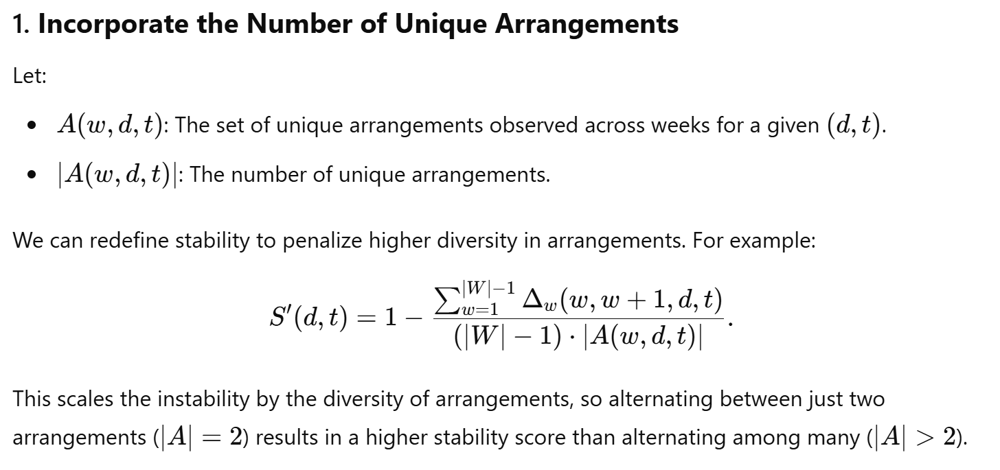 1. Incorporate the Number of Unique Arrangements
Let:
• A(w, d, t): The set of unique arrangements observed across weeks for a given (d, t).
• |A(w, d, t)|: The number of unique arrangements.
We can redefine stability to penalize higher diversity in arrangements. For example:
S′(d, t) = 1 − \frac{\sum_{w=1}^{|W|−1} Δ_w(w, w + 1, d, t)}{(|W| − 1) · |A(w, d, t)|}.
This scales the instability by the diversity of arrangements, so alternating between just two
arrangements (|A| = 2) results in a higher stability score than alternating among many (|A| > 2).